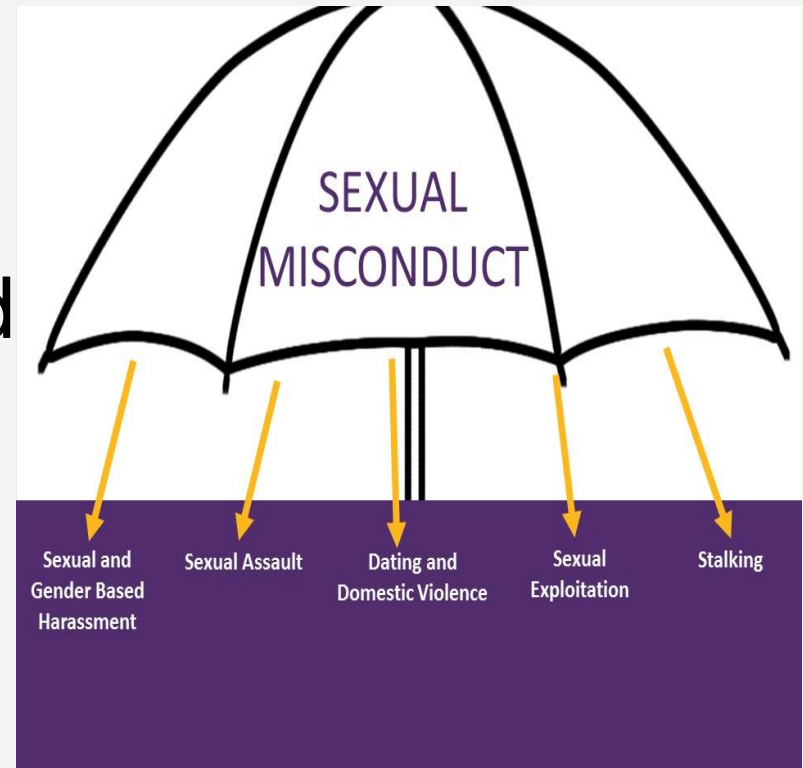 SEXUAL
MISCONDUCT
d
Sexual and
Gender Based
Harassment
Sexual Assault
Dating and
Domestic Violence
Sexual
Exploitation
Stalking